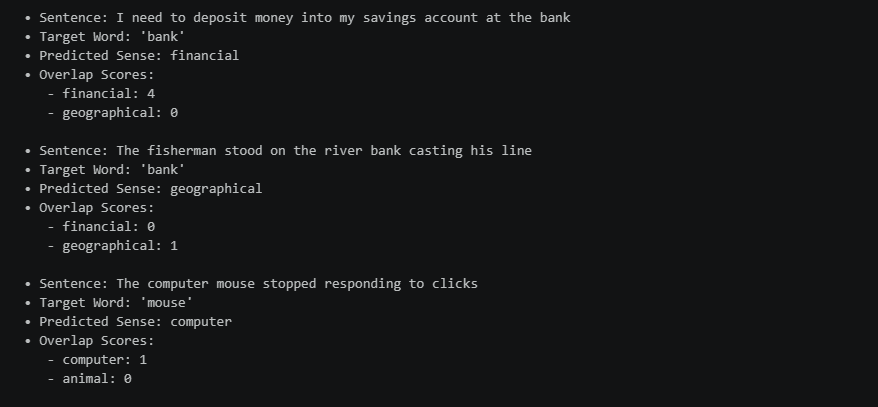 • Sentence: I need to deposit money into my savings account at the bank
• Target Word: 'bank'
• Predicted Sense: financial
• Overlap Scores:
- financial: 4
- geographical: 0
• Sentence: The fisherman stood on the river bank casting his line
• Target Word: 'bank'
• Predicted Sense: geographical
• Overlap Scores:
- financial: 0
- geographical: 1
• Sentence: The computer mouse stopped responding to clicks
• Target Word: 'mouse'
• Predicted Sense: computer
• Overlap Scores:
- computer: 1
- animal: 0